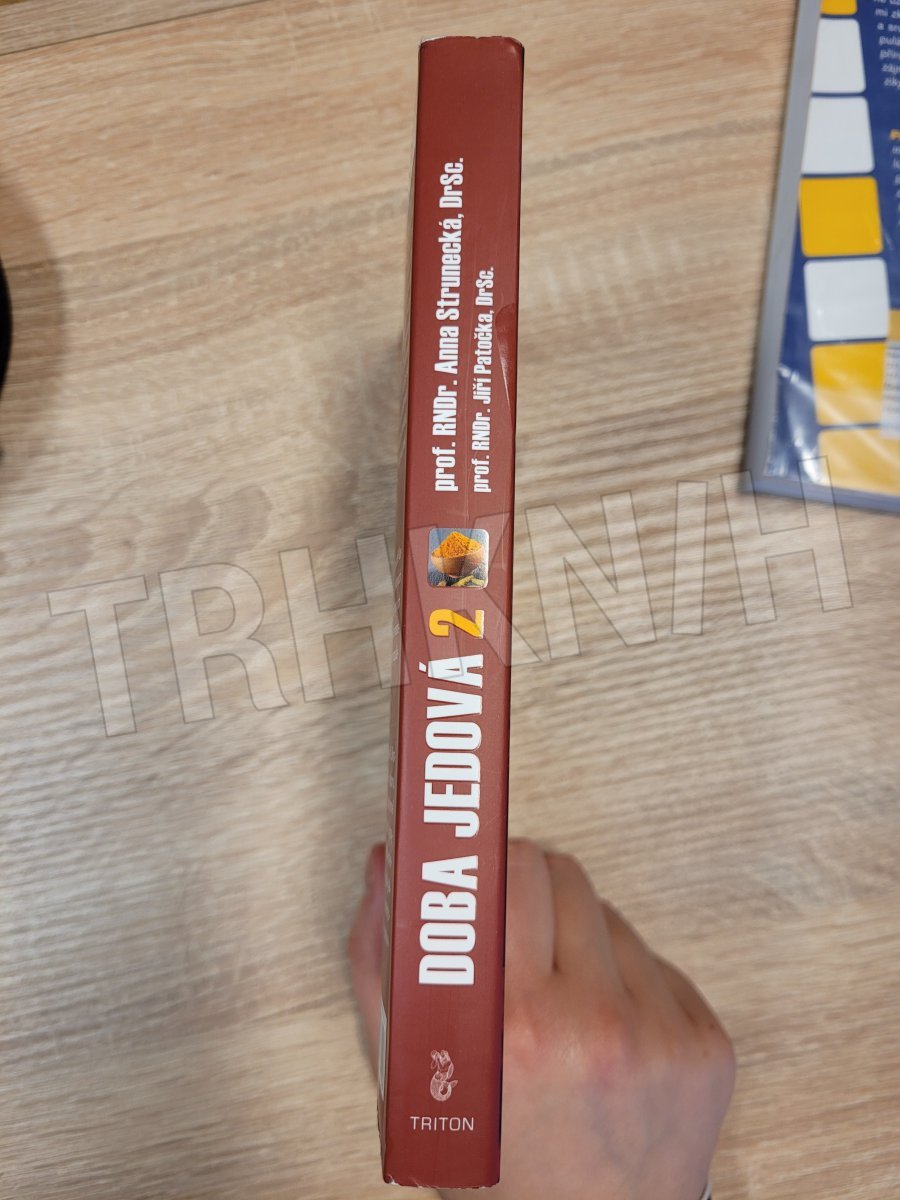 prof. RNDr. Anna Strunecká, DrSc.
prof. RNDr. Jiří Patočka, DrSc.
DOBA JEDOVÁ 2
TRITON
TRHKNIH